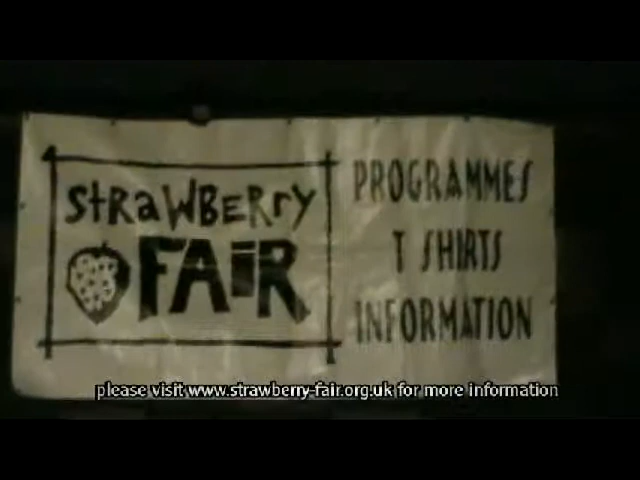 StRaWBERry
FAiR
PROGRAMMES
T SHIRTS
INFORMATION
please visit www.strawberry-fair.org.uk for more information